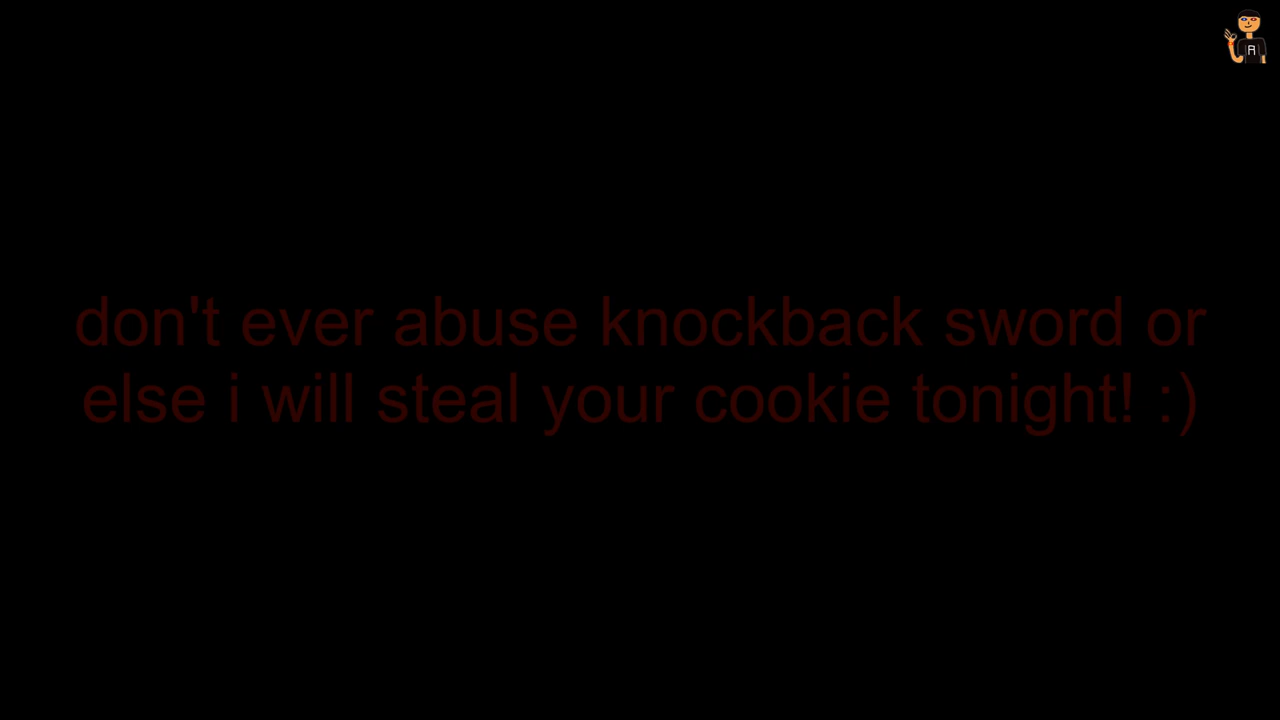 R
don't ever abuse knockback sword or
else i will steal your cookie tonight! :)